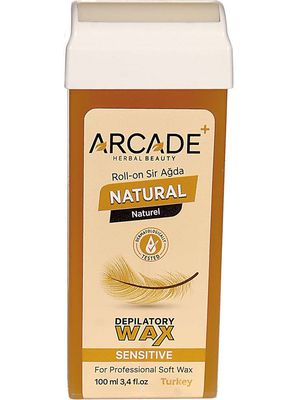 ARCADE+
HERBAL BEAUTY
Roll-on Sir Ağda
NATURAL
Naturel
DERMATOLOGICALLY
TESTED
DEPILATORY
WAX
SENSITIVE
For Professional Soft Wax
100 ml 3,4 fl.oz
Turkey